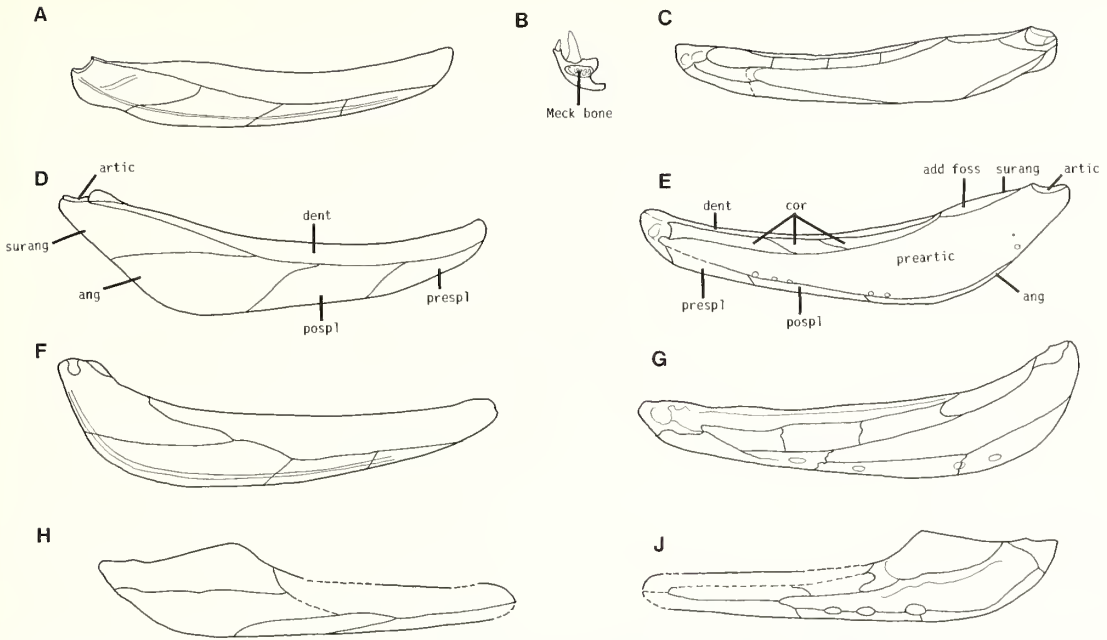 A
B
C
Meck bone
D
artic
dent
surang
ang
prespl
pospl
E
add foss
surang
artic
dent
cor
preartic
prespl
pospl
ang
F
G
H
J